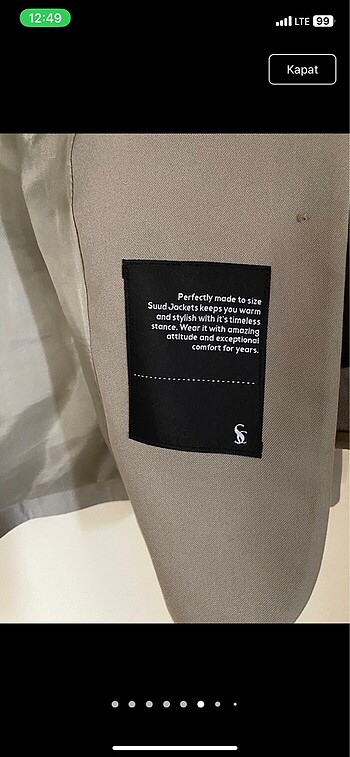 12:49
LTE 99
Kapat
Perfectly made to size
Suud Jackets keeps you warm
and stylish with it's timeless
stance. Wear it with amazing
attitude and exceptional
comfort for years.